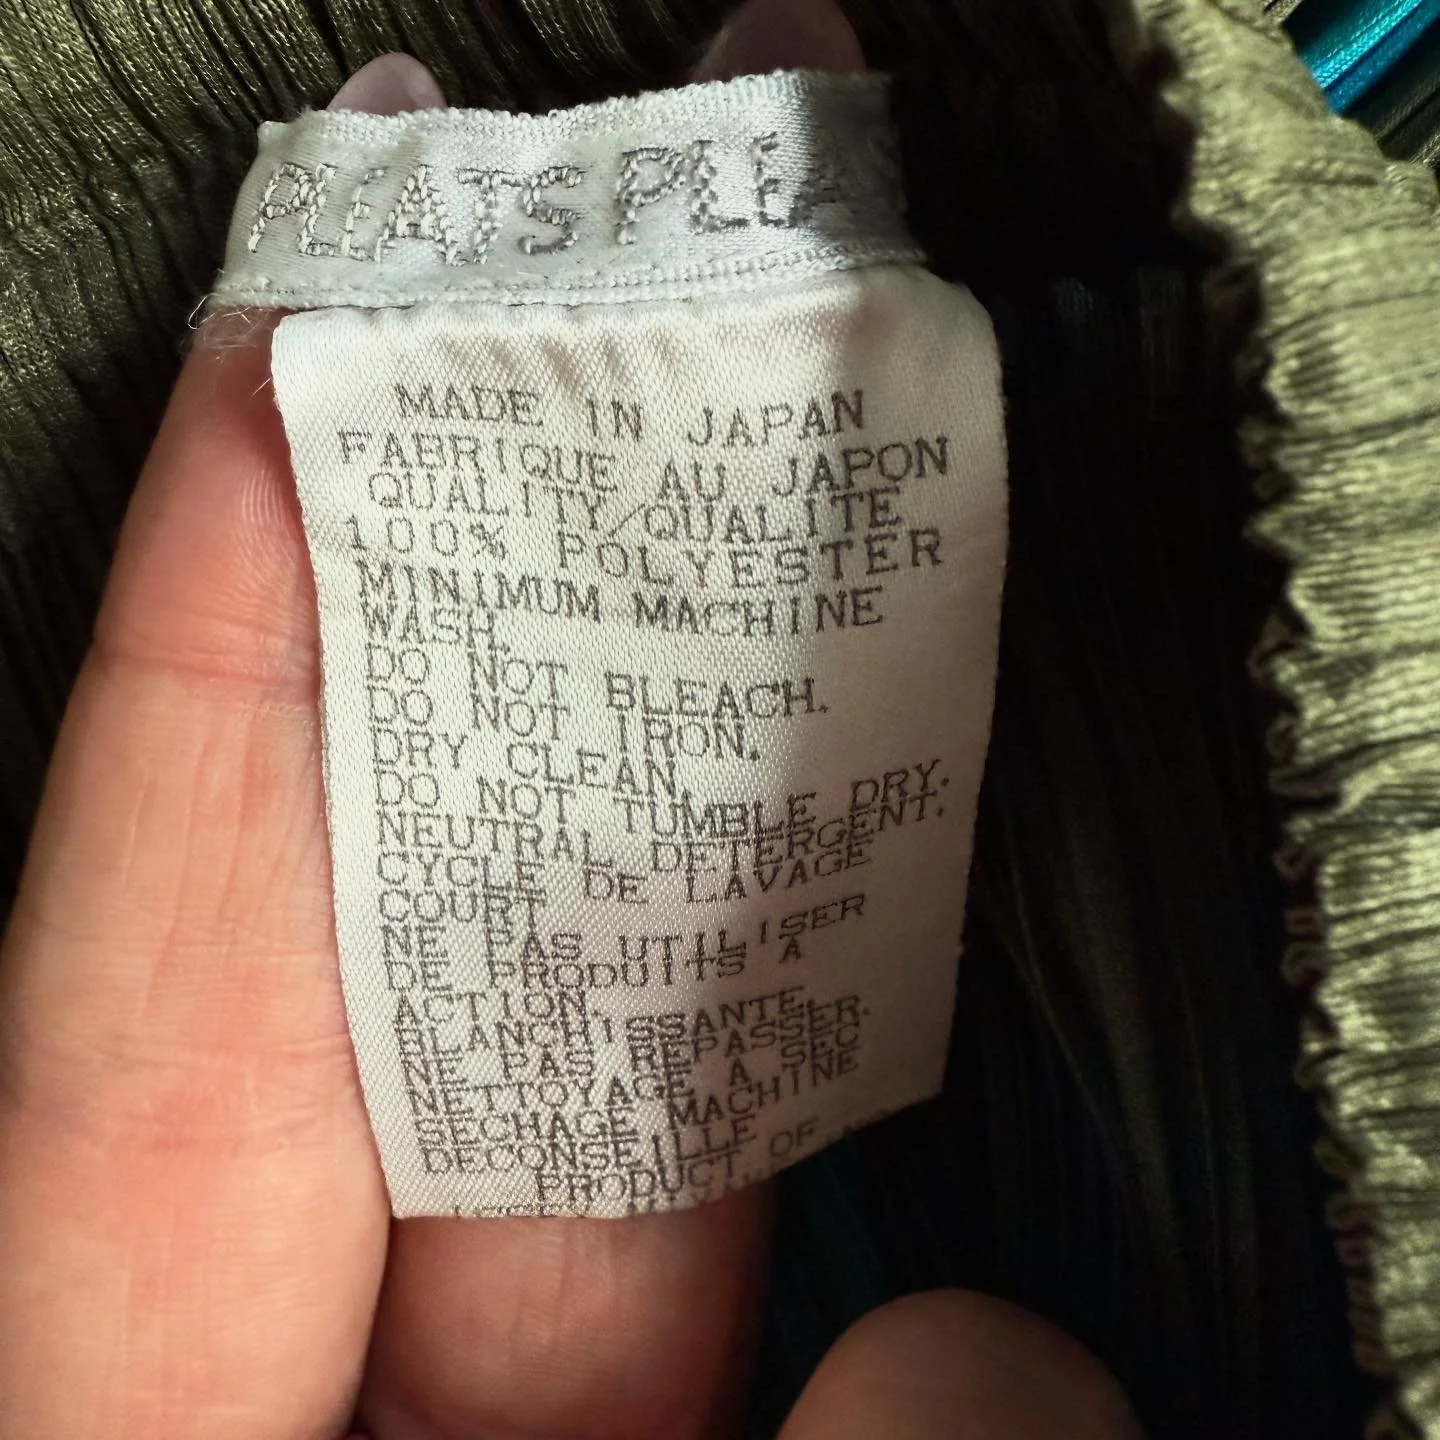 PLEATS PLEA
MADE IN JAPAN
FABRIQUE AU JAPON
QUALITY/QUALITE
100% POLYESTER
MINIMUM MACHINE
WASH.
DO NOT BLEACH.
DO NOT IRON.
DRY CLEAN.
DO NOT TUMBLE DRY.
NEUTRAL DETERGENT.
CYCLE DE LAVAGE
COURT
NE PAS UTILISER
DE PRODUITS A
ACTION.
BLANCHISSANTE.
NE PAS REPASSER.
NETTOYAGE A SEC
SECHAGE MACHINE
DECONSEILLE
PRODUCT OF